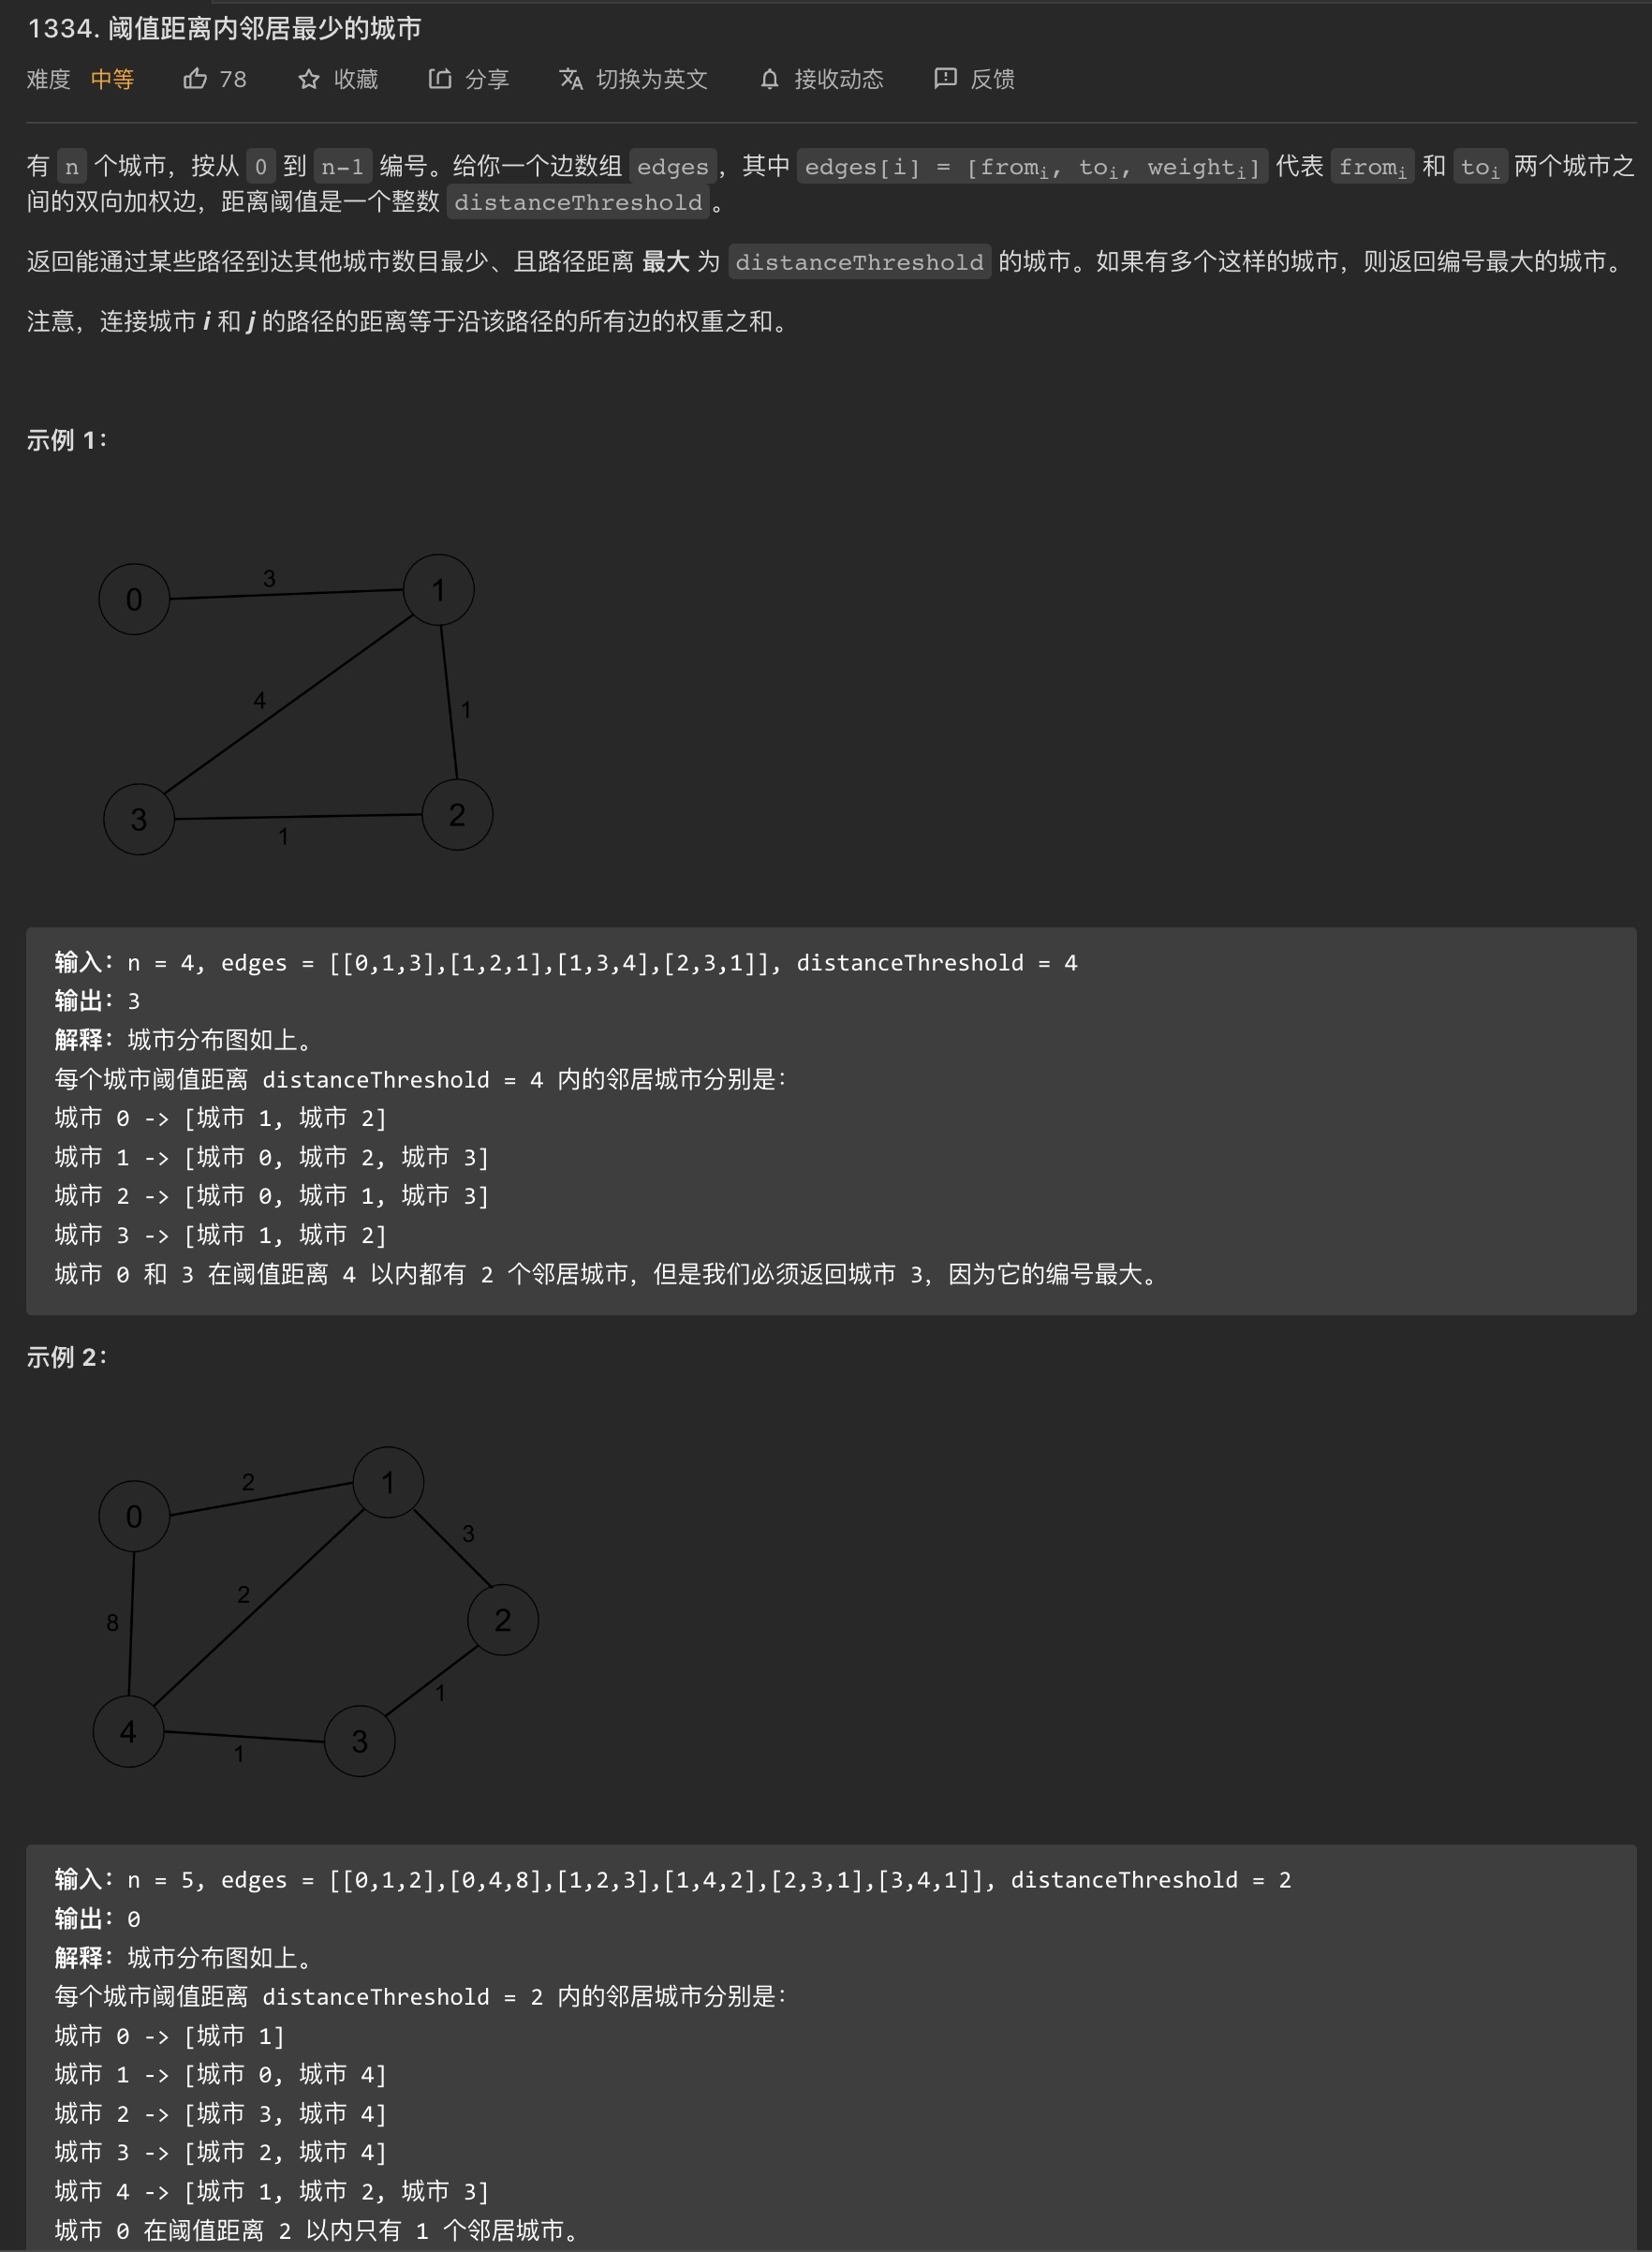 1334. 阈值距离内邻居最少的城市
难度 中等 78 收藏 分享 切换为英文 接收动态 反馈
有 n 个城市，按从 0 到 n-1 编号。给你一个边数组 edges，其中 edges[i] = [fromi, toi, weighti] 代表 fromi 和 toi 两个城市之
间的双向加权边，距离阈值是一个整数 distanceThreshold。
返回能通过某些路径到达其他城市数目最少、且路径距离 最大 为 distanceThreshold 的城市。如果有多个这样的城市，则返回编号最大的城市。
注意，连接城市 i 和 j 的路径的距离等于沿该路径的所有边的权重之和。
示例 1：
0
3
1
4
1
3
1
2
输入：n = 4, edges = [[0,1,3],[1,2,1],[1,3,4],[2,3,1]], distanceThreshold = 4
输出：3
解释：城市分布图如上。
每个城市阈值距离 distanceThreshold = 4 内的邻居城市分别是：
城市 0 -> [城市 1, 城市 2]
城市 1 -> [城市 0, 城市 2, 城市 3]
城市 2 -> [城市 0, 城市 1, 城市 3]
城市 3 -> [城市 1, 城市 2]
城市 0 和 3 在阈值距离 4 以内都有 2 个邻居城市，但是我们必须返回城市 3，因为它的编号最大。
示例 2：
0
2
1
3
8
2
2
4
1
3
1
输入：n = 5, edges = [[0,1,2],[0,4,8],[1,2,3],[1,4,2],[2,3,1],[3,4,1]], distanceThreshold = 2
输出：0
解释：城市分布图如上。
每个城市阈值距离 distanceThreshold = 2 内的邻居城市分别是：
城市 0 -> [城市 1]
城市 1 -> [城市 0, 城市 4]
城市 2 -> [城市 3, 城市 4]
城市 3 -> [城市 2, 城市 4]
城市 4 -> [城市 1, 城市 2, 城市 3]
城市 0 在阈值距离 2 以内只有 1 个邻居城市。